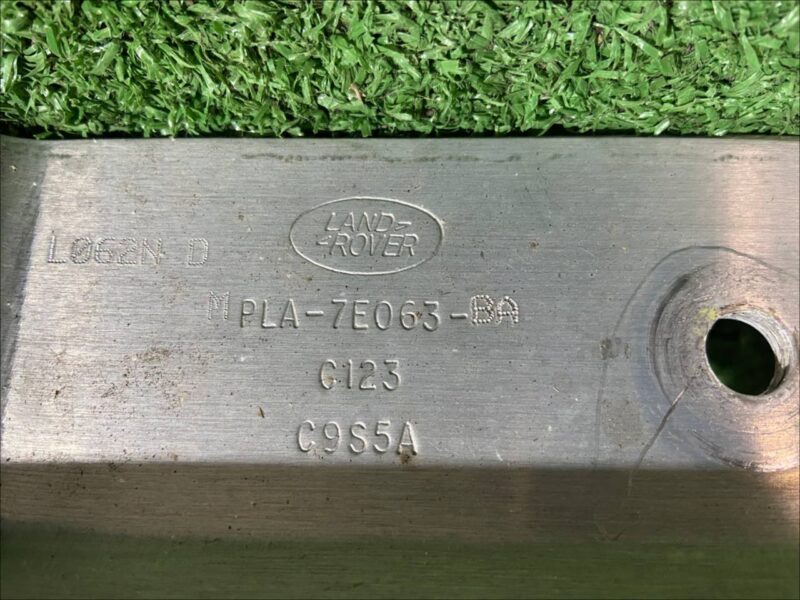 LAND
ROVER
L062N D
MPLA-7E063-BA
C123
C9S5A